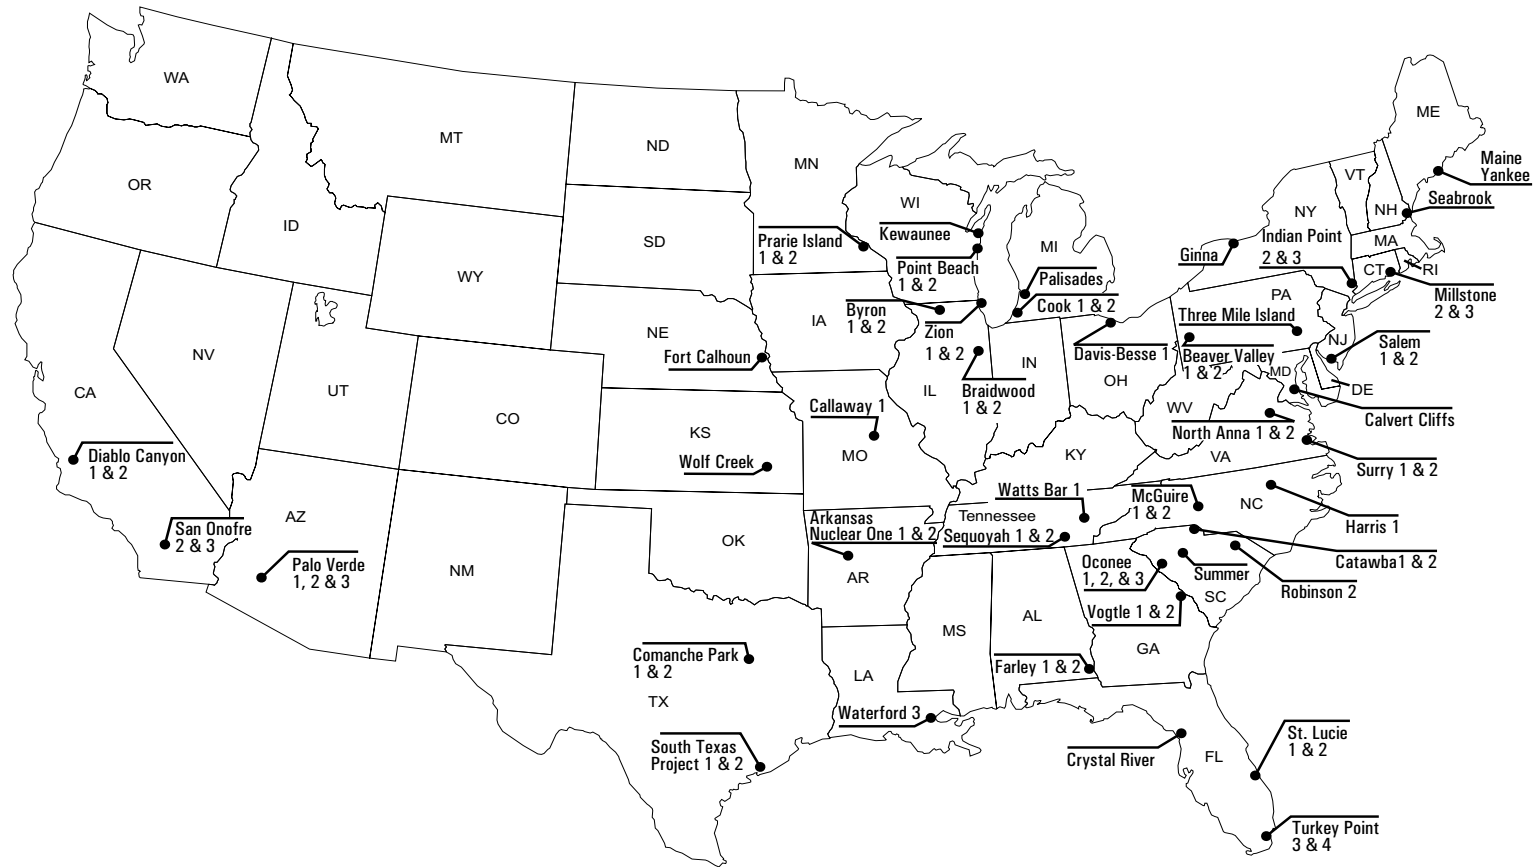 WA
MT
ND
MN
ME
OR
ID
SD
WY
WI
MI
NY
VT
NH
MA
CT
RI
Maine
Yankee
Seabrook
Prarie Island
1 & 2
Kewaunee
Point Beach
1 & 2
Palisades
Cook 1 & 2
Ginna
Indian Point
2 & 3
Millstone
2 & 3
Byron
1 & 2
Zion
1 & 2
IA
NE
NV
UT
CA
CO
Fort Calhoun
IL
IN
OH
PA
Three Mile Island
Davis-Besse 1
Beaver Valley
1 & 2
NJ
Salem
1 & 2
MD
DE
Braidwood
1 & 2
WV
Calvert Cliffs
Callaway 1
KS
MO
Wolf Creek
North Anna 1 & 2
KY
VA
Surry 1 & 2
Diablo Canyon
1 & 2
San Onofre
2 & 3
AZ
Palo Verde
1, 2 & 3
NM
OK
Watts Bar 1
Tennessee
Sequoyah 1 & 2
McGuire
1 & 2
NC
Harris 1
Arkansas
Nuclear One 1 & 2
AR
Catawba1 & 2
Oconee
1, 2, & 3
Summer
Robinson 2
SC
Vogtle 1 & 2
MS
AL
GA
Comanche Park
1 & 2
TX
LA
Farley 1 & 2
Waterford 3
South Texas
Project 1 & 2
Crystal River
FL
St. Lucie
1 & 2
Turkey Point
3 & 4